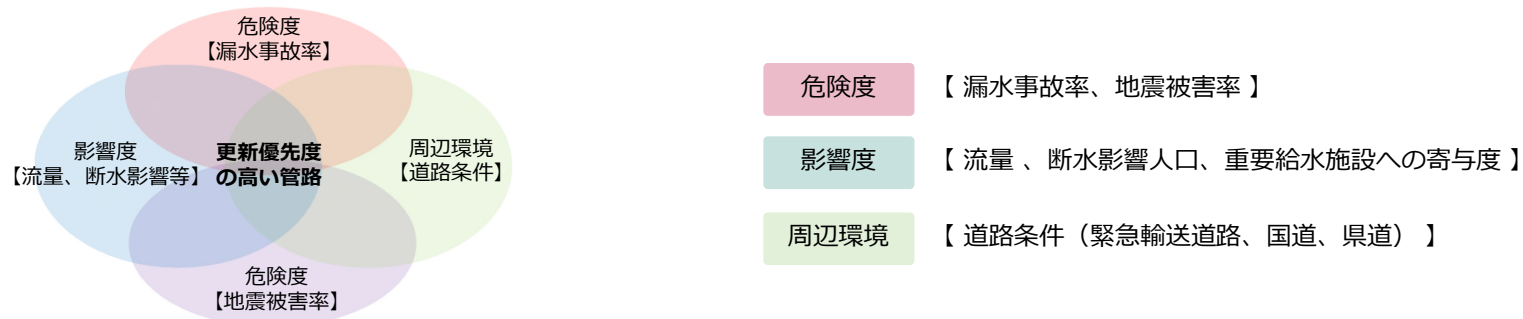 危険度
【漏水事故率】
影響度
【流量、断水影響等】
更新優先度
の高い管路
周辺環境
【道路条件】
危険度
【地震被害率】
危険度 【 漏水事故率、地震被害率 】
影響度 【 流量 、断水影響人口、重要給水施設への寄与度 】
周辺環境 【 道路条件（緊急輸送道路、国道、県道） 】